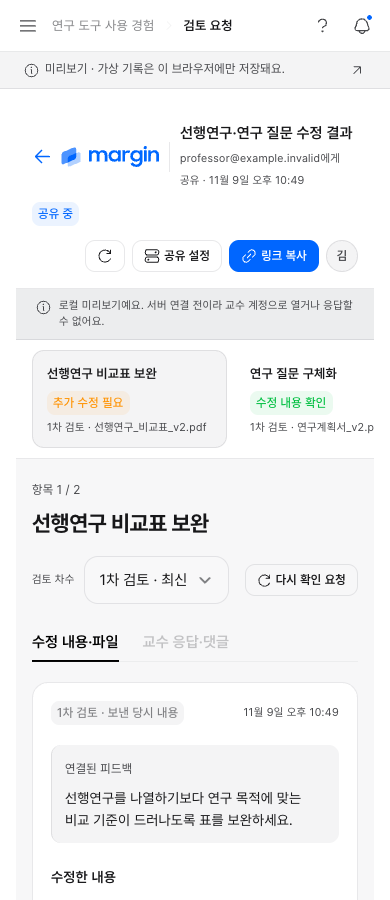 연구 도구 사용 경험
검토 요청
미리보기 · 가상 기록은 이 브라우저에만 저장돼요.
margin
선행연구·연구 질문 수정 결과
professor@example.invalid에게
공유 · 11월 9일 오후 10:49
공유 중
공유 설정
링크 복사
김
로컬 미리보기예요. 서버 연결 전이라 교수 계정으로 열거나 응답할
수 없어요.
선행연구 비교표 보완
추가 수정 필요
1차 검토 · 선행연구_비교표_v2.pdf
연구 질문 구체화
수정 내용 확인
1차 검토 · 연구계획서_v2.p
항목 1 / 2
선행연구 비교표 보완
검토 차수
1차 검토 · 최신
다시 확인 요청
수정 내용·파일
교수 응답·댓글
1차 검토 · 보낸 당시 내용
11월 9일 오후 10:49
연결된 피드백
선행연구를 나열하기보다 연구 목적에 맞는
비교 기준이 드러나도록 표를 보완하세요.
수정한 내용